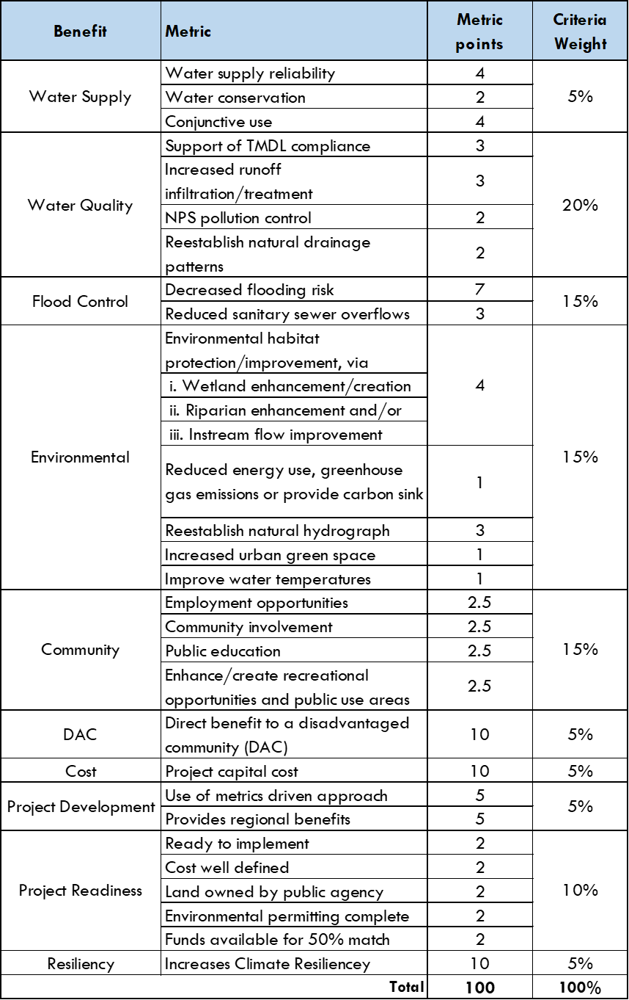 Benefit Metric Metric points Criteria Weight
Water Supply
Water supply reliability 4
Water conservation 2
Conjunctive use 4
5%
Water Quality
Support of TMDL compliance 3
Increased runoff
infiltration/treatment 3
NPS pollution control 2
Reestablish natural drainage
patterns 2
20%
Flood Control
Decreased flooding risk 7
Reduced sanitary sewer overflows 3
15%
Environmental
Environmental habitat
protection/improvement, via
i. Wetland enhancement/creation
ii. Riparian enhancement and/or
iii. Instream flow improvement
4
Reduced energy use, greenhouse
gas emissions or provide carbon sink 1
Reestablish natural hydrograph 3
Increased urban green space 1
Improve water temperatures 1
15%
Community
Employment opportunities 2.5
Community involvement 2.5
Public education 2.5
Enhance/create recreational
opportunities and public use areas 2.5
15%
DAC
Direct benefit to a disadvantaged
community (DAC) 10
5%
Cost Project capital cost 10 5%
Project Development
Use of metrics driven approach 5
Provides regional benefits 5
5%
Project Readiness
Ready to implement 2
Cost well defined 2
Land owned by public agency 2
Environmental permitting complete 2
Funds available for 50% match 2
10%
Resiliency Increases Climate Resiliencey 10 5%
Total 100 100%